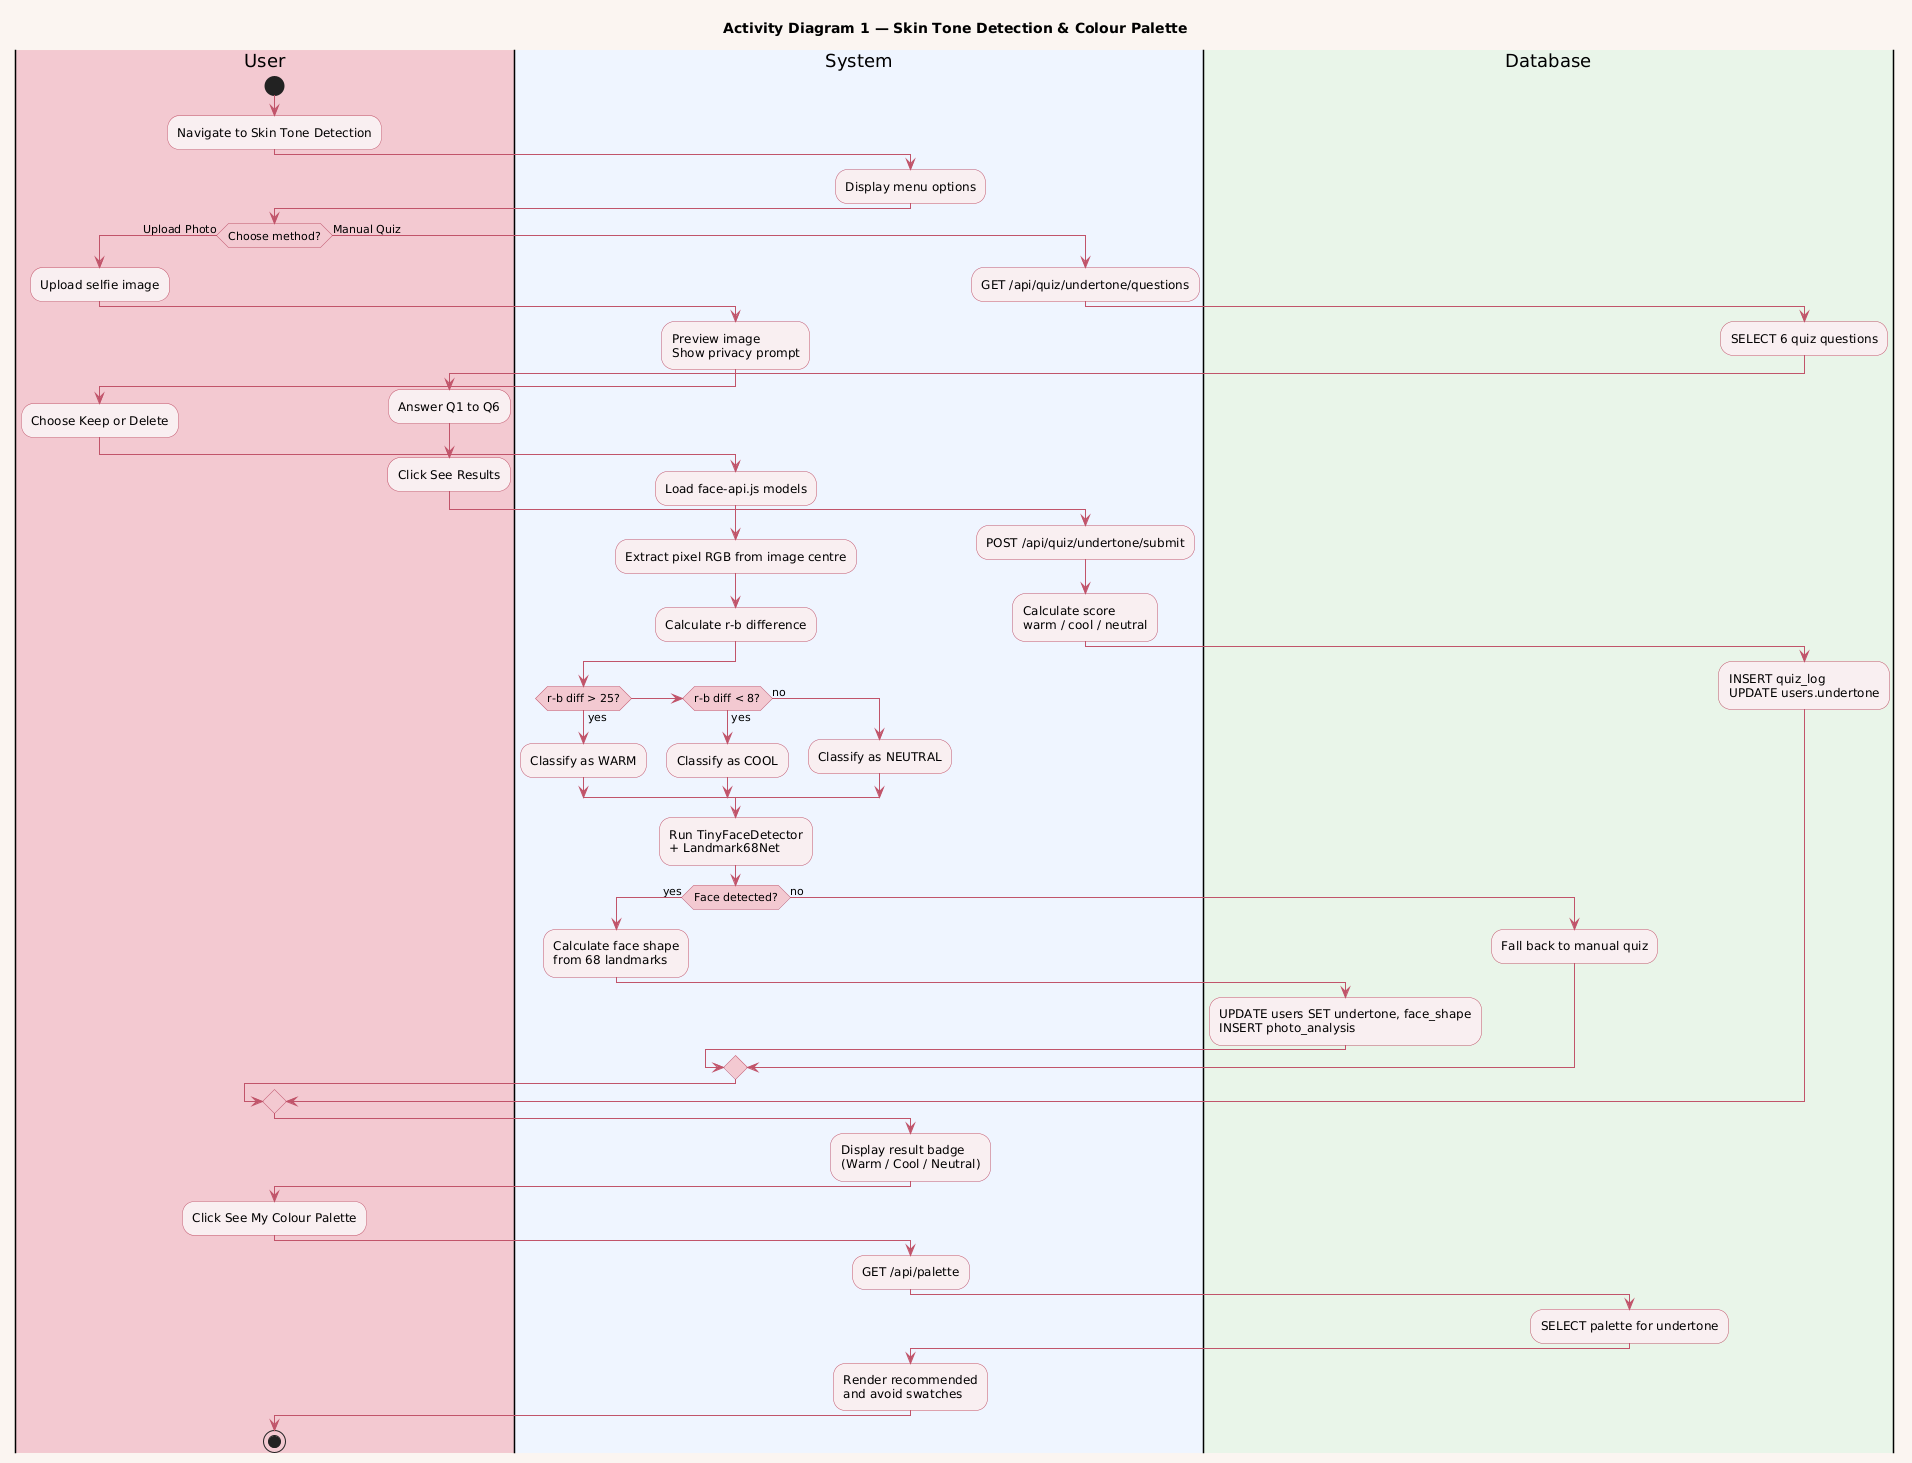 Activity Diagram 1 — Skin Tone Detection & Colour Palette
User
System
Database
Navigate to Skin Tone Detection
Display menu options
Upload Photo
Choose method?
Manual Quiz
Upload selfie image
GET /api/quiz/undertone/questions
Preview image
Show privacy prompt
SELECT 6 quiz questions
Choose Keep or Delete
Answer Q1 to Q6
Click See Results
Load face-api.js models
Extract pixel RGB from image centre
POST /api/quiz/undertone/submit
Calculate r-b difference
Calculate score
warm / cool / neutral
INSERT quiz_log
UPDATE users.undertone
r-b diff > 25?
yes
r-b diff < 8?
yes
no
Classify as WARM
Classify as COOL
Classify as NEUTRAL
Run TinyFaceDetector
+ Landmark68Net
yes
Face detected?
no
Calculate face shape
from 68 landmarks
Fall back to manual quiz
UPDATE users SET undertone, face_shape
INSERT photo_analysis
Display result badge
(Warm / Cool / Neutral)
Click See My Colour Palette
GET /api/palette
SELECT palette for undertone
Render recommended
and avoid swatches